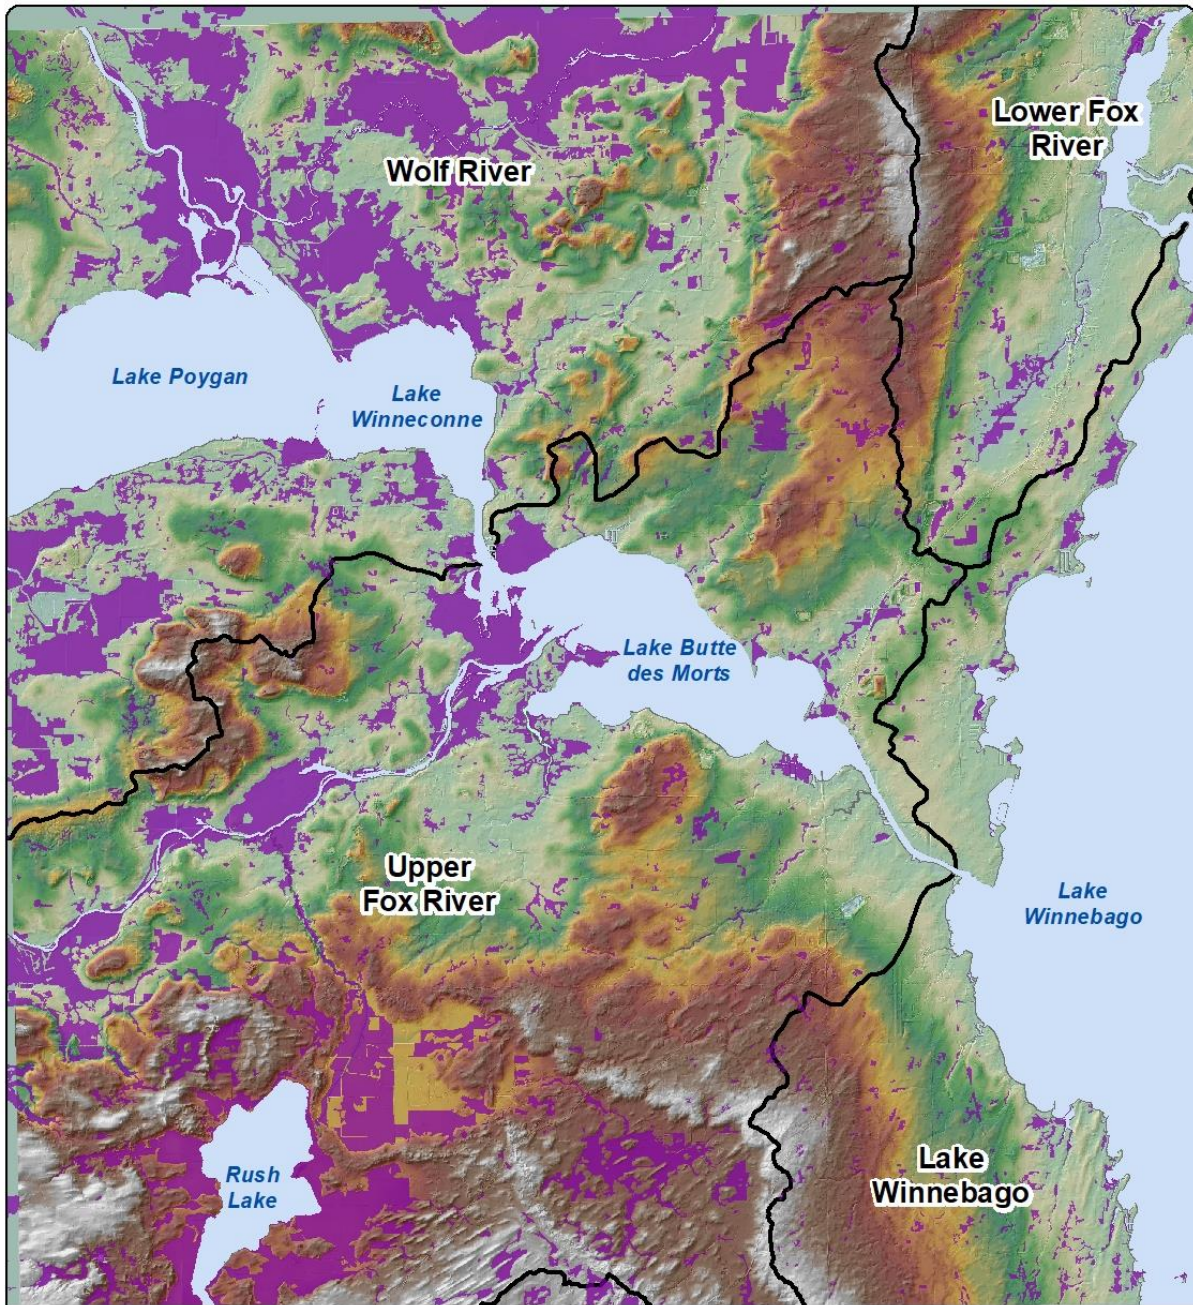 Lower Fox
River
Wolf River
Lake Poygan
Lake
Winneconne
Lake Butte
des Morts
Upper
Fox River
Lake
Winnebago
Lake
Winnebago
Rush
Lake